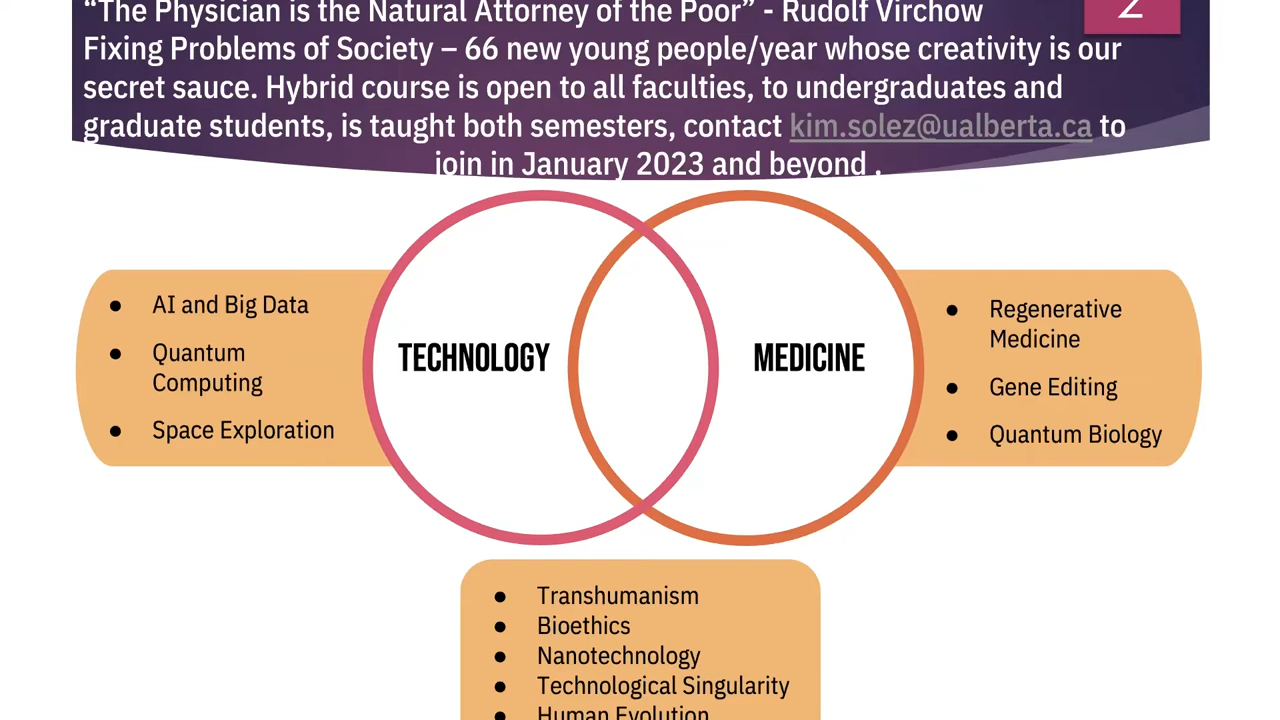 “The Physician is the Natural Attorney of the Poor” - Rudolf Virchow
2
Fixing Problems of Society – 66 new young people/year whose creativity is our
secret sauce. Hybrid course is open to all faculties, to undergraduates and
graduate students, is taught both semesters, contact kim.solez@ualberta.ca to
join in January 2023 and beyond .
● AI and Big Data
● Quantum
Computing
● Space Exploration
TECHNOLOGY
MEDICINE
● Regenerative
Medicine
● Gene Editing
● Quantum Biology
● Transhumanism
● Bioethics
● Nanotechnology
● Technological Singularity
● Human Evolution